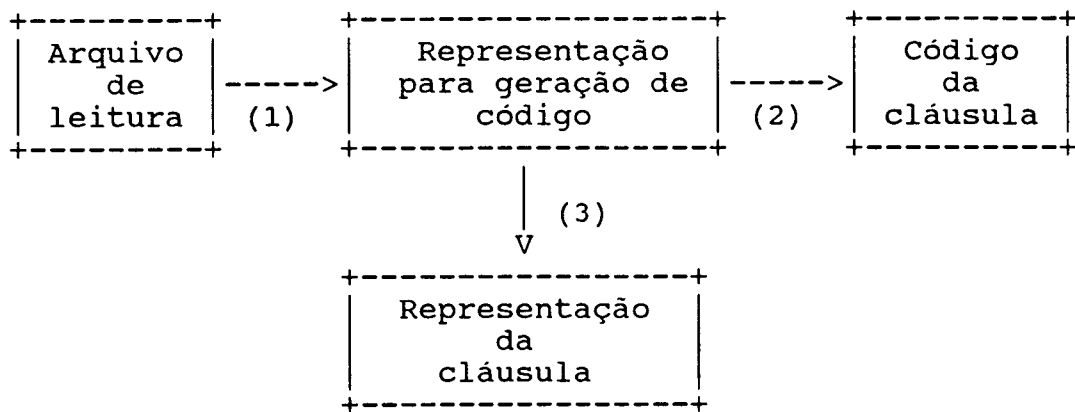 Arquivo
de
leitura
(1)
Representação
para geração de
código
(2)
Código
da
cláusula
(3)
V
Representação
da
cláusula